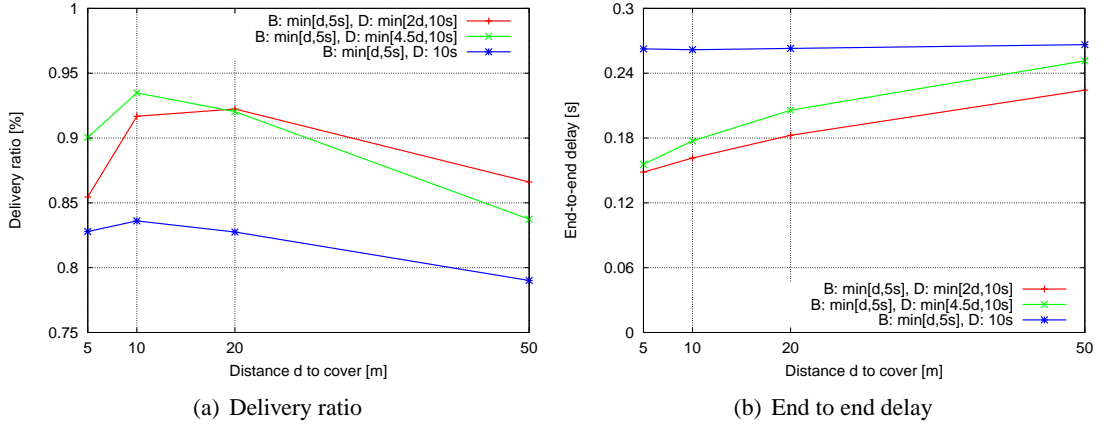 B: min[d,5s], D: min[2d,10s]
B: min[d,5s], D: min[4.5d,10s]
B: min[d,5s], D: 10s
1
0.95
0.9
0.85
0.8
0.75
Delivery ratio [%]
5 10 20 50
Distance d to cover [m]
(a) Delivery ratio
0.3
0.24
0.18
0.12
0.06
0
End-to-end delay [s]
B: min[d,5s], D: min[2d,10s]
B: min[d,5s], D: min[4.5d,10s]
B: min[d,5s], D: 10s
5 10 20 50
Distance d to cover [m]
(b) End to end delay